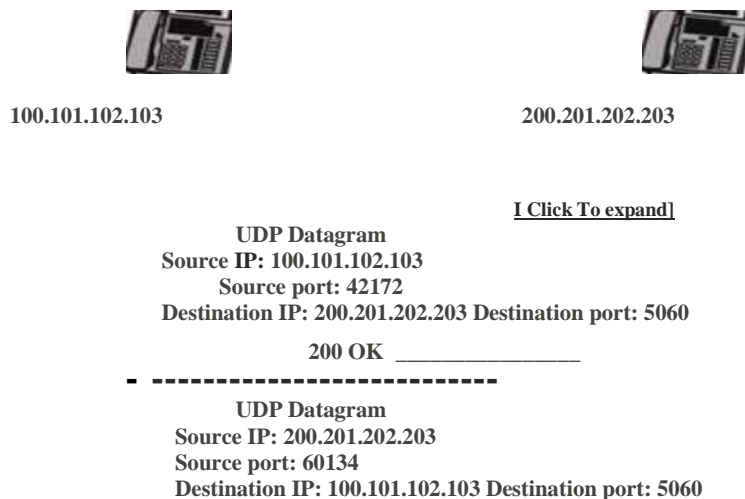 100.101.102.103 200.201.202.203
I Click To expand]
UDP Datagram
Source IP: 100.101.102.103
Source port: 42172
Destination IP: 200.201.202.203 Destination port: 5060
200 OK ________________
- ---------------------------
UDP Datagram
Source IP: 200.201.202.203
Source port: 60134
Destination IP: 100.101.102.103 Destination port: 5060